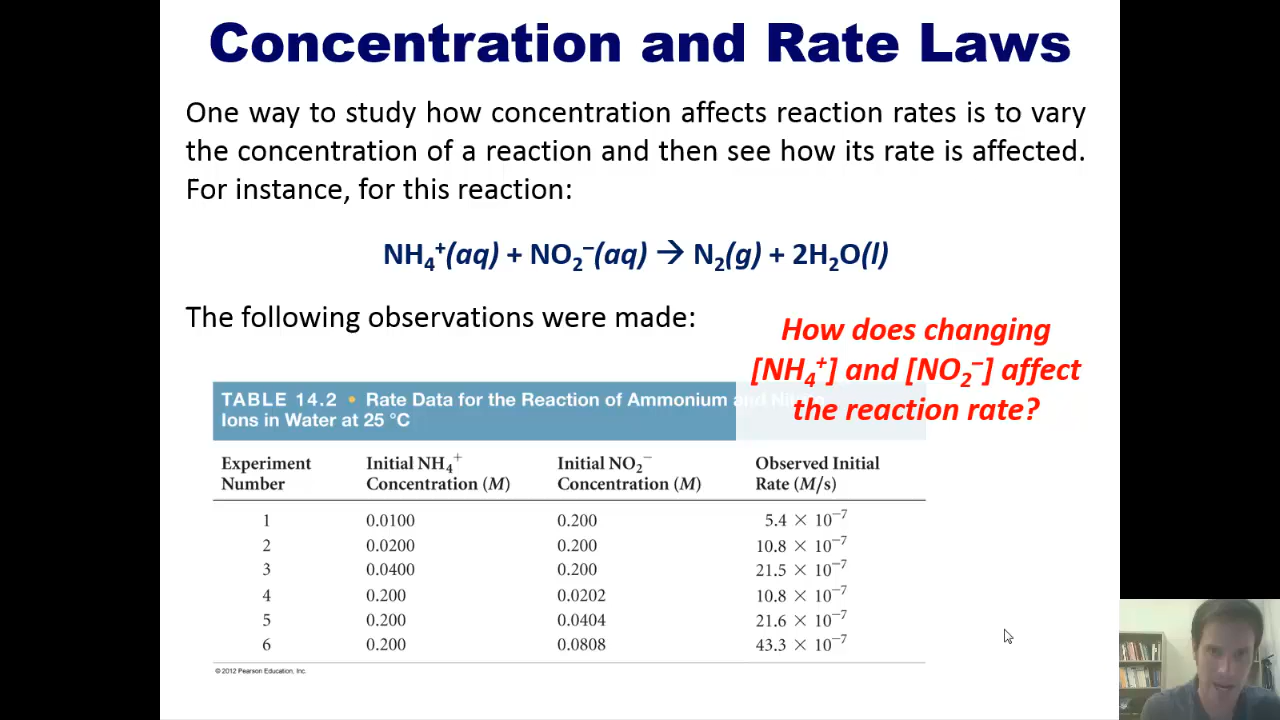 Concentration and Rate Laws
One way to study how concentration affects reaction rates is to vary
the concentration of a reaction and then see how its rate is affected.
For instance, for this reaction:
NH₄⁺(aq) + NO₂⁻(aq) → N₂(g) + 2H₂O(l)
The following observations were made:
How does changing
[NH₄⁺] and [NO₂⁻] affect
the reaction rate?
TABLE 14.2 • Rate Data for the Reaction of Ammonium and
Ions in Water at 25 °C
Experiment Number Initial NH₄⁺ Concentration (M) Initial NO₂⁻ Concentration (M) Observed Initial Rate (M/s)
1 0.0100 0.200 5.4 × 10⁻⁷
2 0.0200 0.200 10.8 × 10⁻⁷
3 0.0400 0.200 21.5 × 10⁻⁷
4 0.200 0.0202 10.8 × 10⁻⁷
5 0.200 0.0404 21.6 × 10⁻⁷
6 0.200 0.0808 43.3 × 10⁻⁷
© 2012 Pearson Education, Inc.